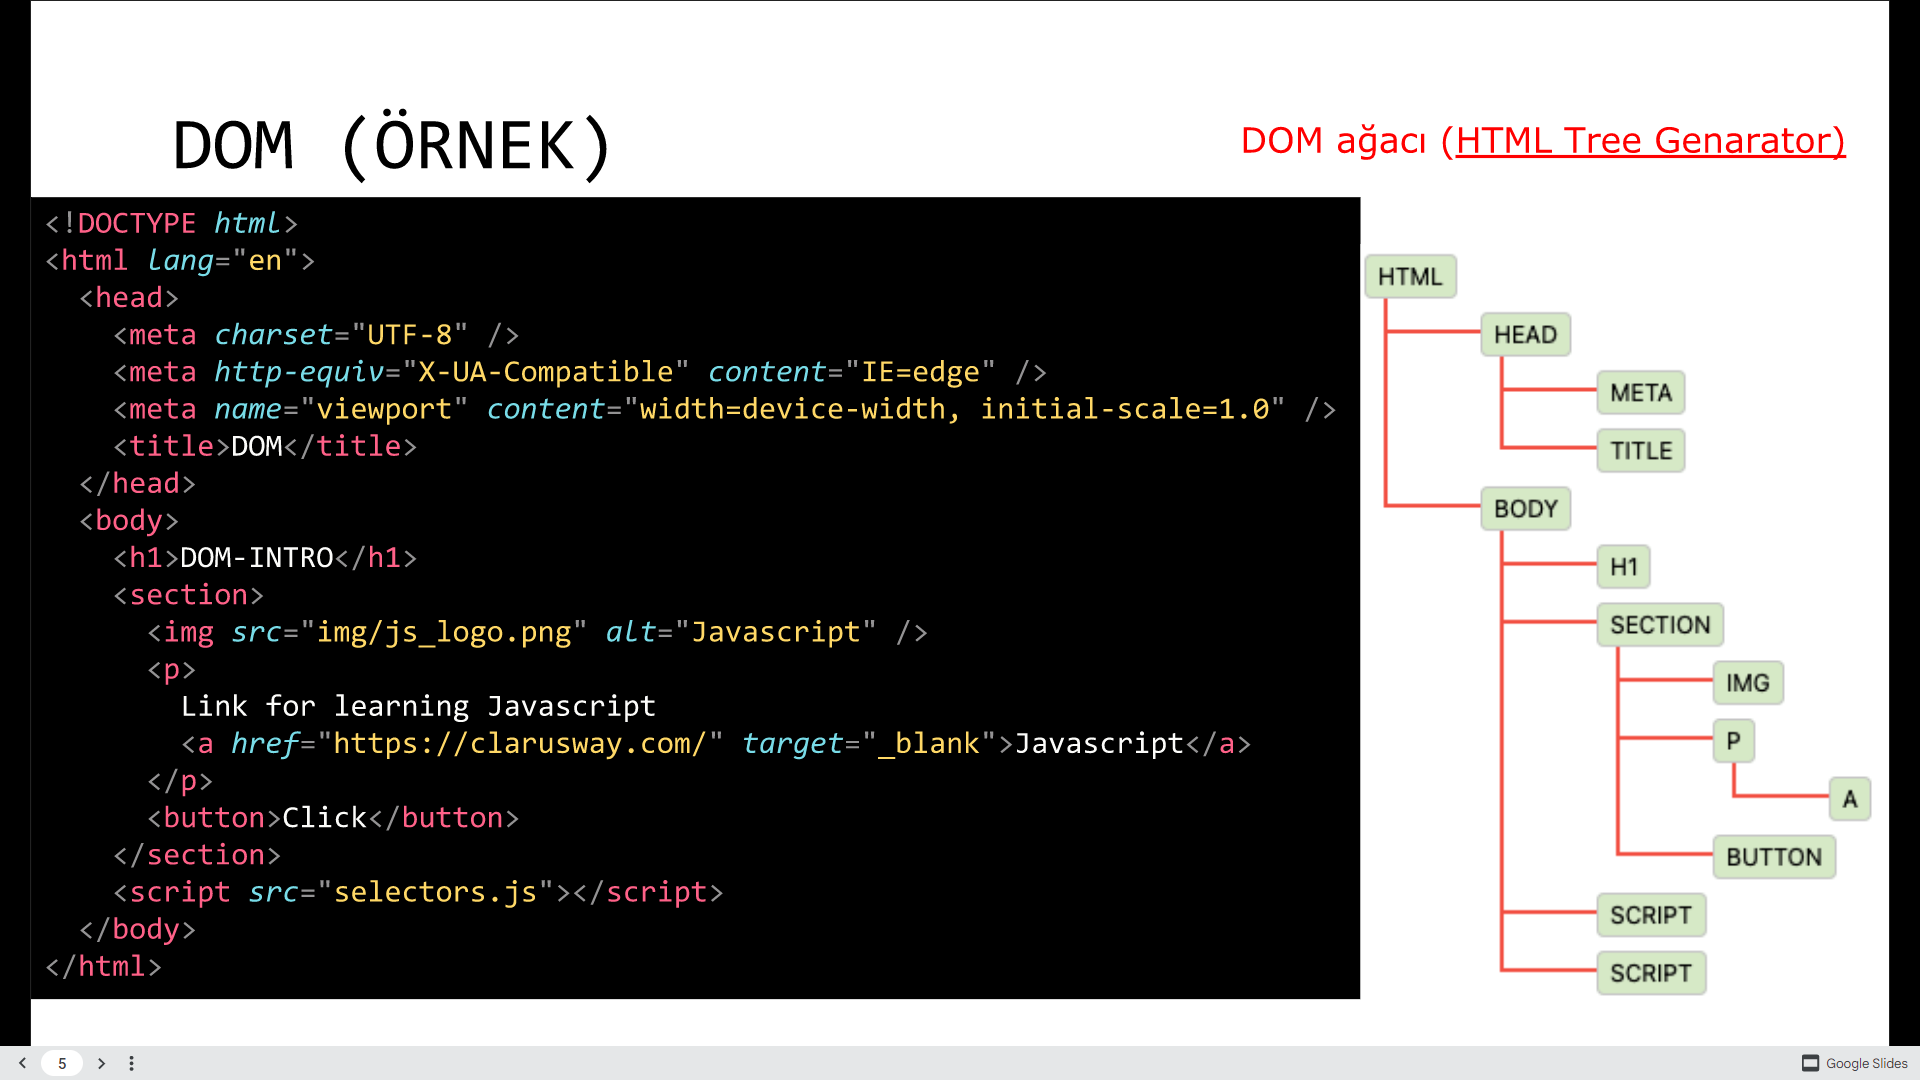 DOM (ÖRNEK)
DOM ağacı (HTML Tree Genarator)
<!DOCTYPE html>
<html lang="en">
  <head>
    <meta charset="UTF-8" />
    <meta http-equiv="X-UA-Compatible" content="IE=edge" />
    <meta name="viewport" content="width=device-width, initial-scale=1.0" />
    <title>DOM</title>
  </head>
  <body>
    <h1>DOM-INTRO</h1>
    <section>
      <img src="img/js_logo.png" alt="Javascript" />
      <p>
        Link for learning Javascript
        <a href="https://clarusway.com/" target="_blank">Javascript</a>
      </p>
      <button>Click</button>
    </section>
    <script src="selectors.js"></script>
  </body>
</html>
HTML
HEAD
META
TITLE
BODY
H1
SECTION
IMG
P
A
BUTTON
SCRIPT
SCRIPT
5
Google Slides